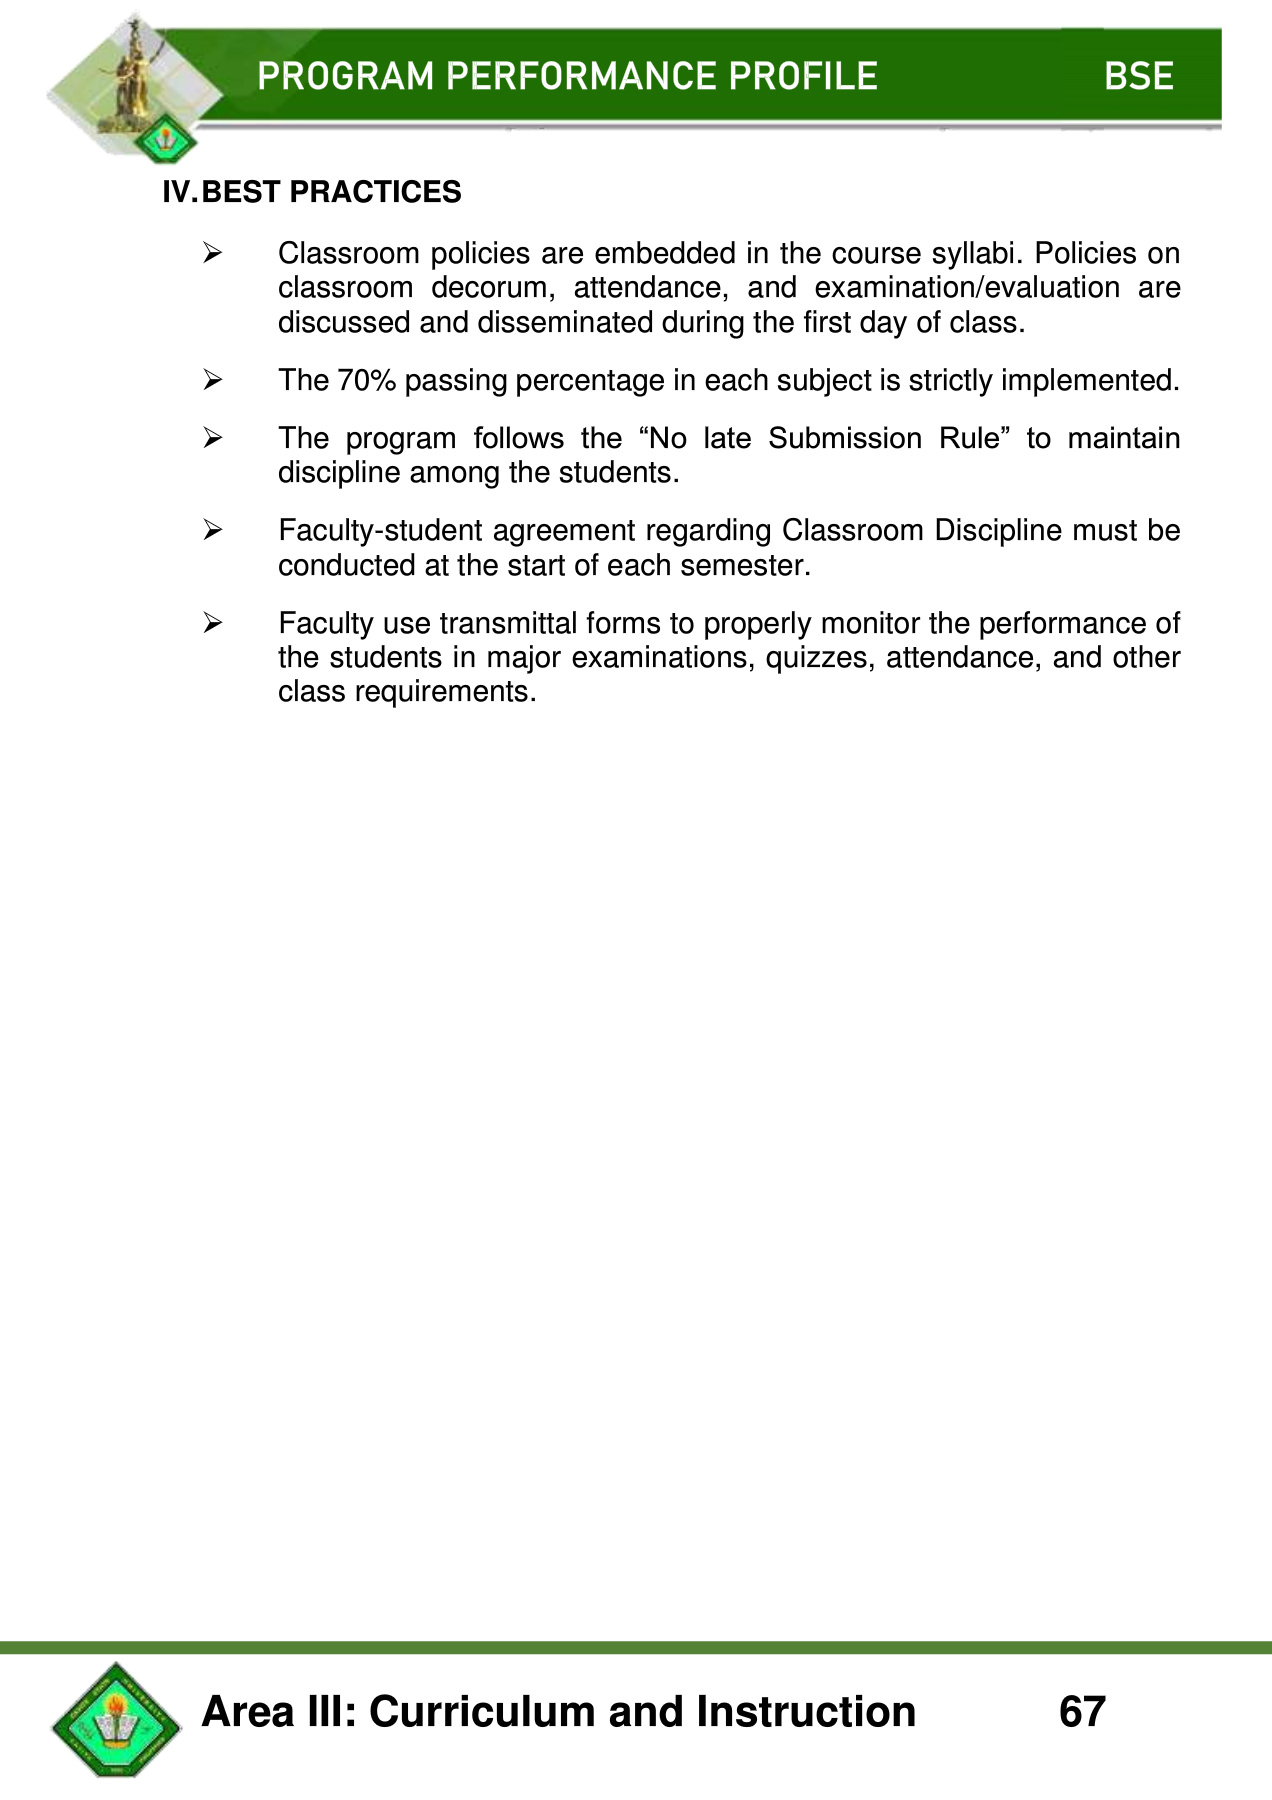 PROGRAM PERFORMANCE PROFILE BSE
IV. BEST PRACTICES
➢ Classroom policies are embedded in the course syllabi. Policies on
classroom decorum, attendance, and examination/evaluation are
discussed and disseminated during the first day of class.
➢ The 70% passing percentage in each subject is strictly implemented.
➢ The program follows the “No late Submission Rule” to maintain
discipline among the students.
➢ Faculty-student agreement regarding Classroom Discipline must be
conducted at the start of each semester.
➢ Faculty use transmittal forms to properly monitor the performance of
the students in major examinations, quizzes, attendance, and other
class requirements.
Area III: Curriculum and Instruction 67